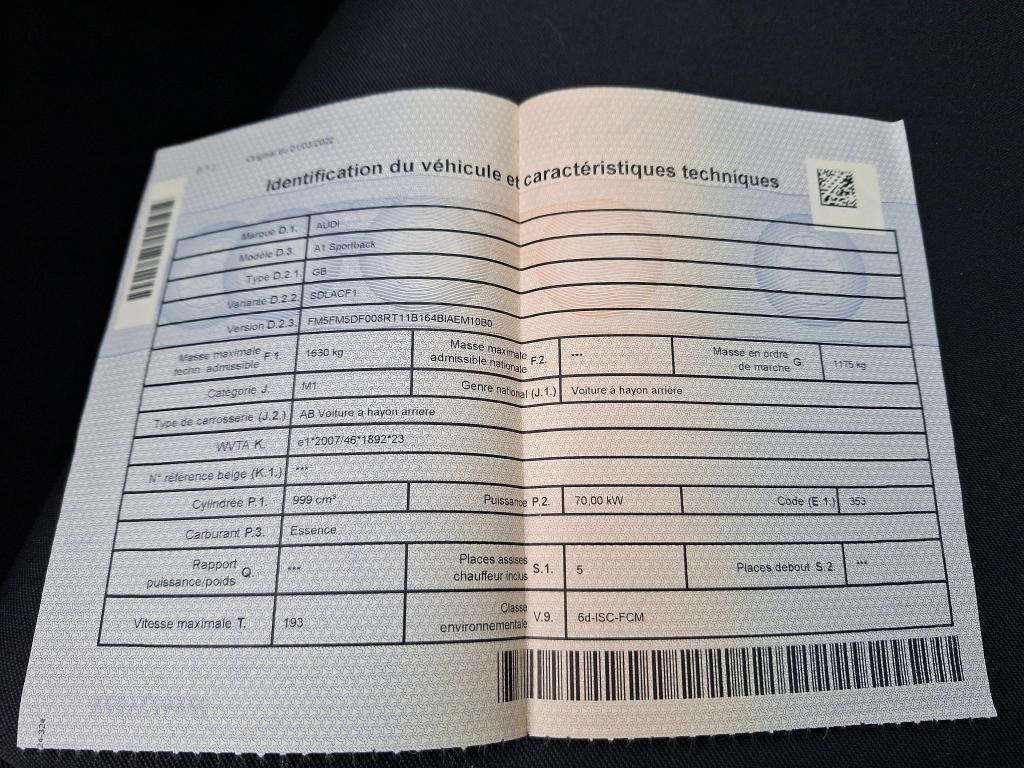 Original du 01/03/2022
Identification du véhicule et caractéristiques techniques
Marque D.1. AUDI
Modèle D.3. A1 Sportback
Type D.2.1. GB
Variante D.2.2. SDLACF1
Version D.2.3. FM5FM5DF008RT11B164BIAEM10B0
Masse maximale techn. admissible F.1. 1630 kg Masse maximale admissible nationale F.2. *** Masse en ordre de marche G 1175 kg
Catégorie J. M1 Genre national (J.1.) Voiture à hayon arrière
Type de carrosserie (J.2.) AB Voiture à hayon arrière
WVTA K. e1*2007/46*1892*23
N° référence belge (K.1.) ***
Cylindrée P.1. 999 cm³ Puissance P.2. 70,00 kW Code (E.1.) 353
Carburant P.3. Essence
Rapport puissance/poids Q. *** Places assises chauffeur inclus S.1. 5 Places debout S.2. ***
Vitesse maximale T. 193 Classe environnementale V.9. 6d-ISC-FCM